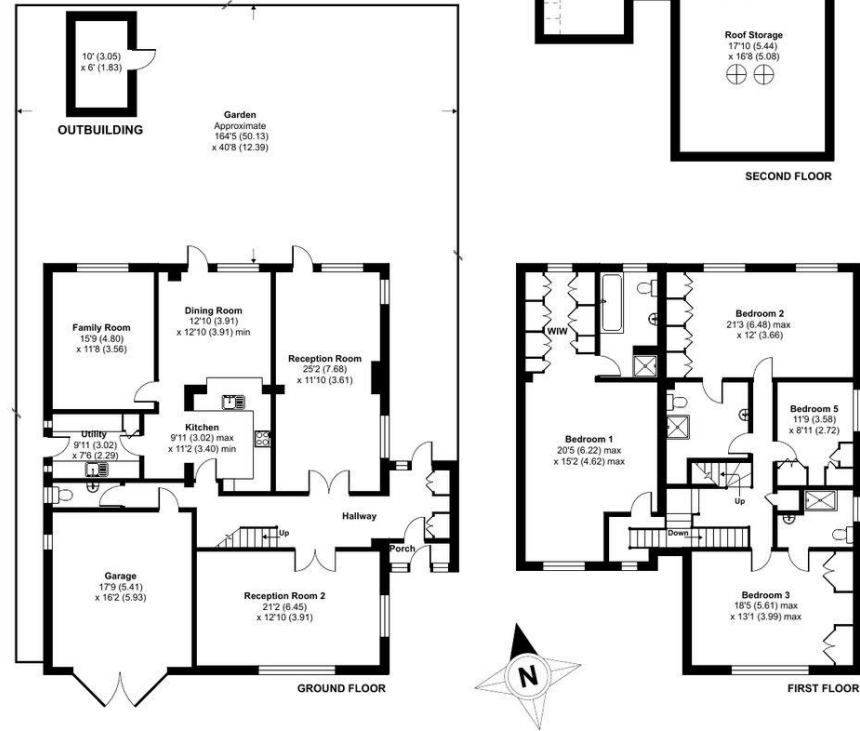 10' (3.05)
x 6' (1.83)
OUTBUILDING
Garden
Approximate
164'5 (50.13)
x 40'8 (12.39)
Roof Storage
17'10 (5.44)
x 16'8 (5.08)
SECOND FLOOR
Family Room
15'9 (4.80)
x 11'8 (3.56)
Dining Room
12'10 (3.91)
x 12'10 (3.91) min
Reception Room
25'2 (7.68)
x 11'10 (3.61)
Utility
9'11 (3.02)
x 7'6 (2.29)
Kitchen
9'11 (3.02) max
x 11'2 (3.40) min
Hallway
Up
Porch
Garage
17'9 (5.41)
x 16'2 (5.93)
Reception Room 2
21'2 (6.45)
x 12'10 (3.91)
GROUND FLOOR
WIW
Bedroom 2
21'3 (6.48) max
x 12' (3.66)
Bedroom 1
20'5 (6.22) max
x 15'2 (4.62) max
Bedroom 5
11'9 (3.58)
x 8'11 (2.72)
Up
Down
Bedroom 3
18'5 (5.61) max
x 13'1 (3.99) max
FIRST FLOOR
N